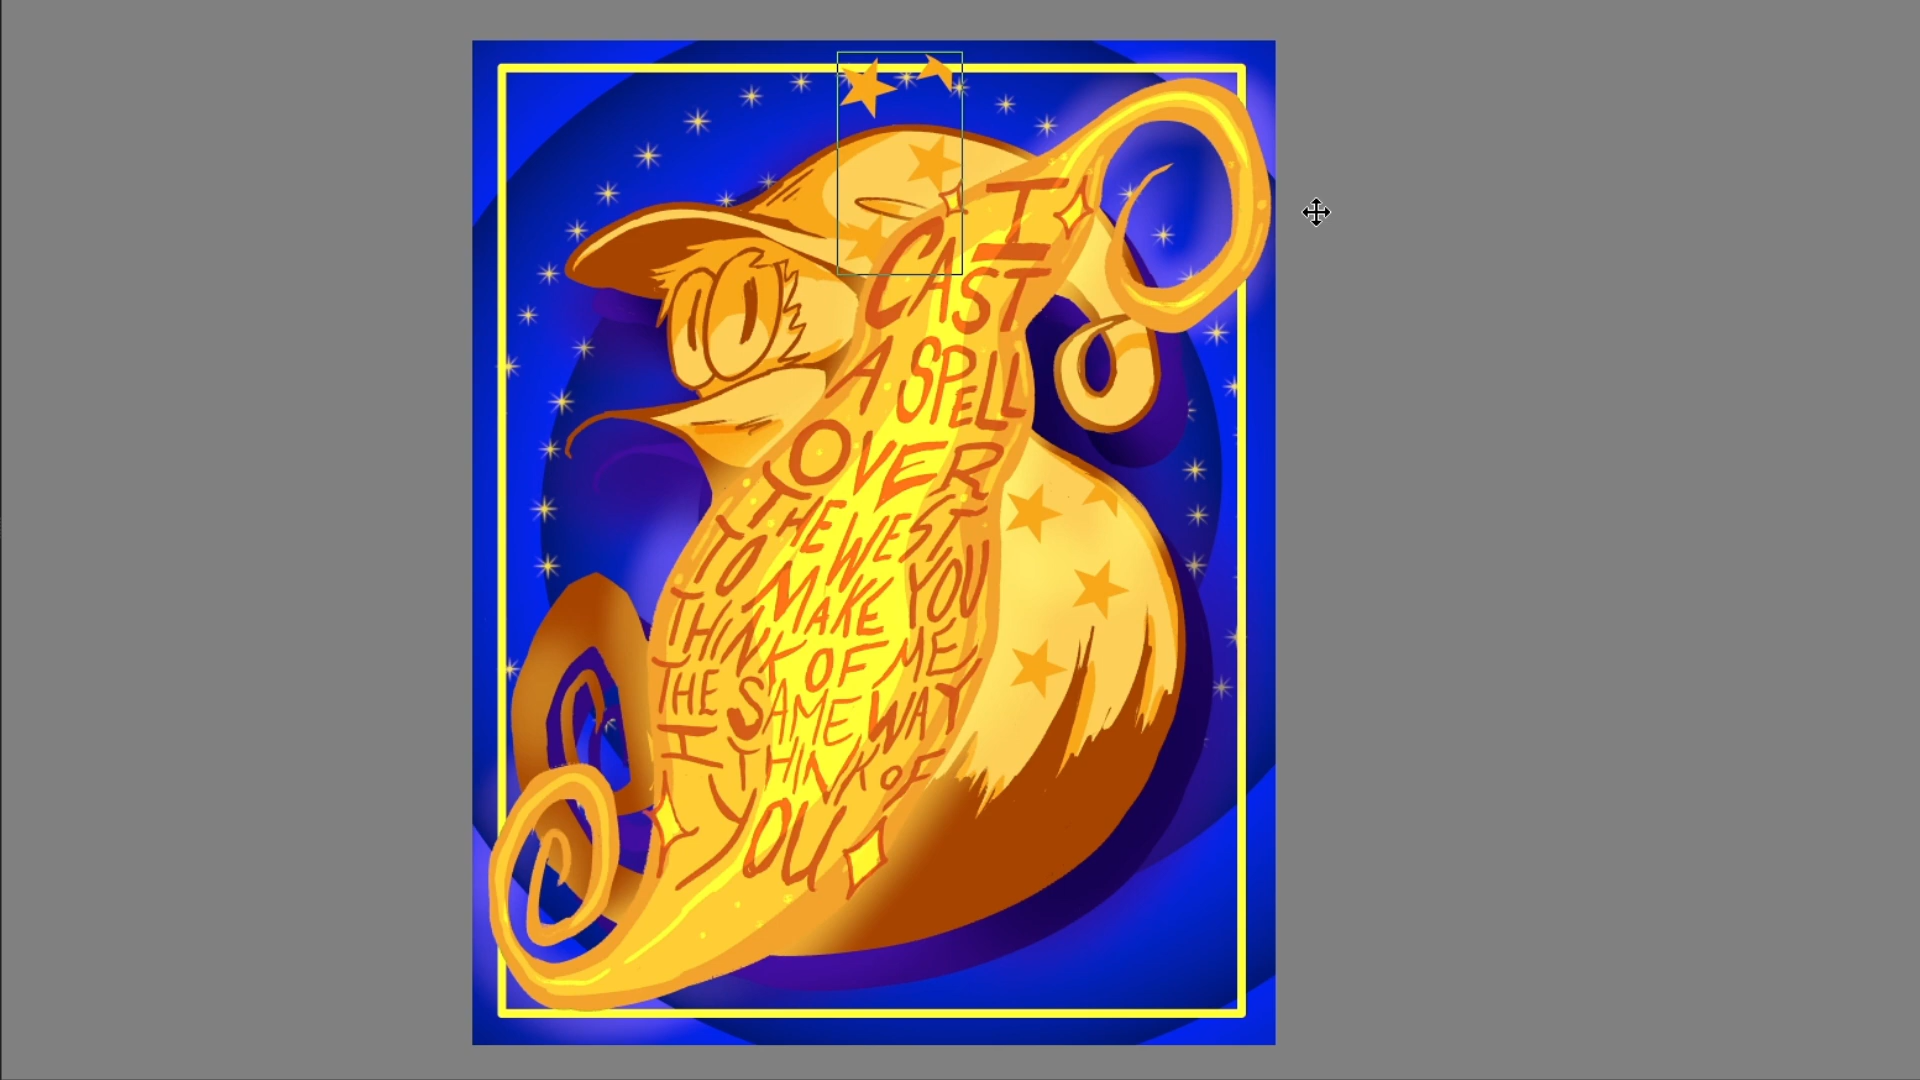 I
CAST
A SPELL
OVER
THE WEST
TO MAKE YOU
THINK OF ME
THE SAME WAY
I THINK OF
YOU